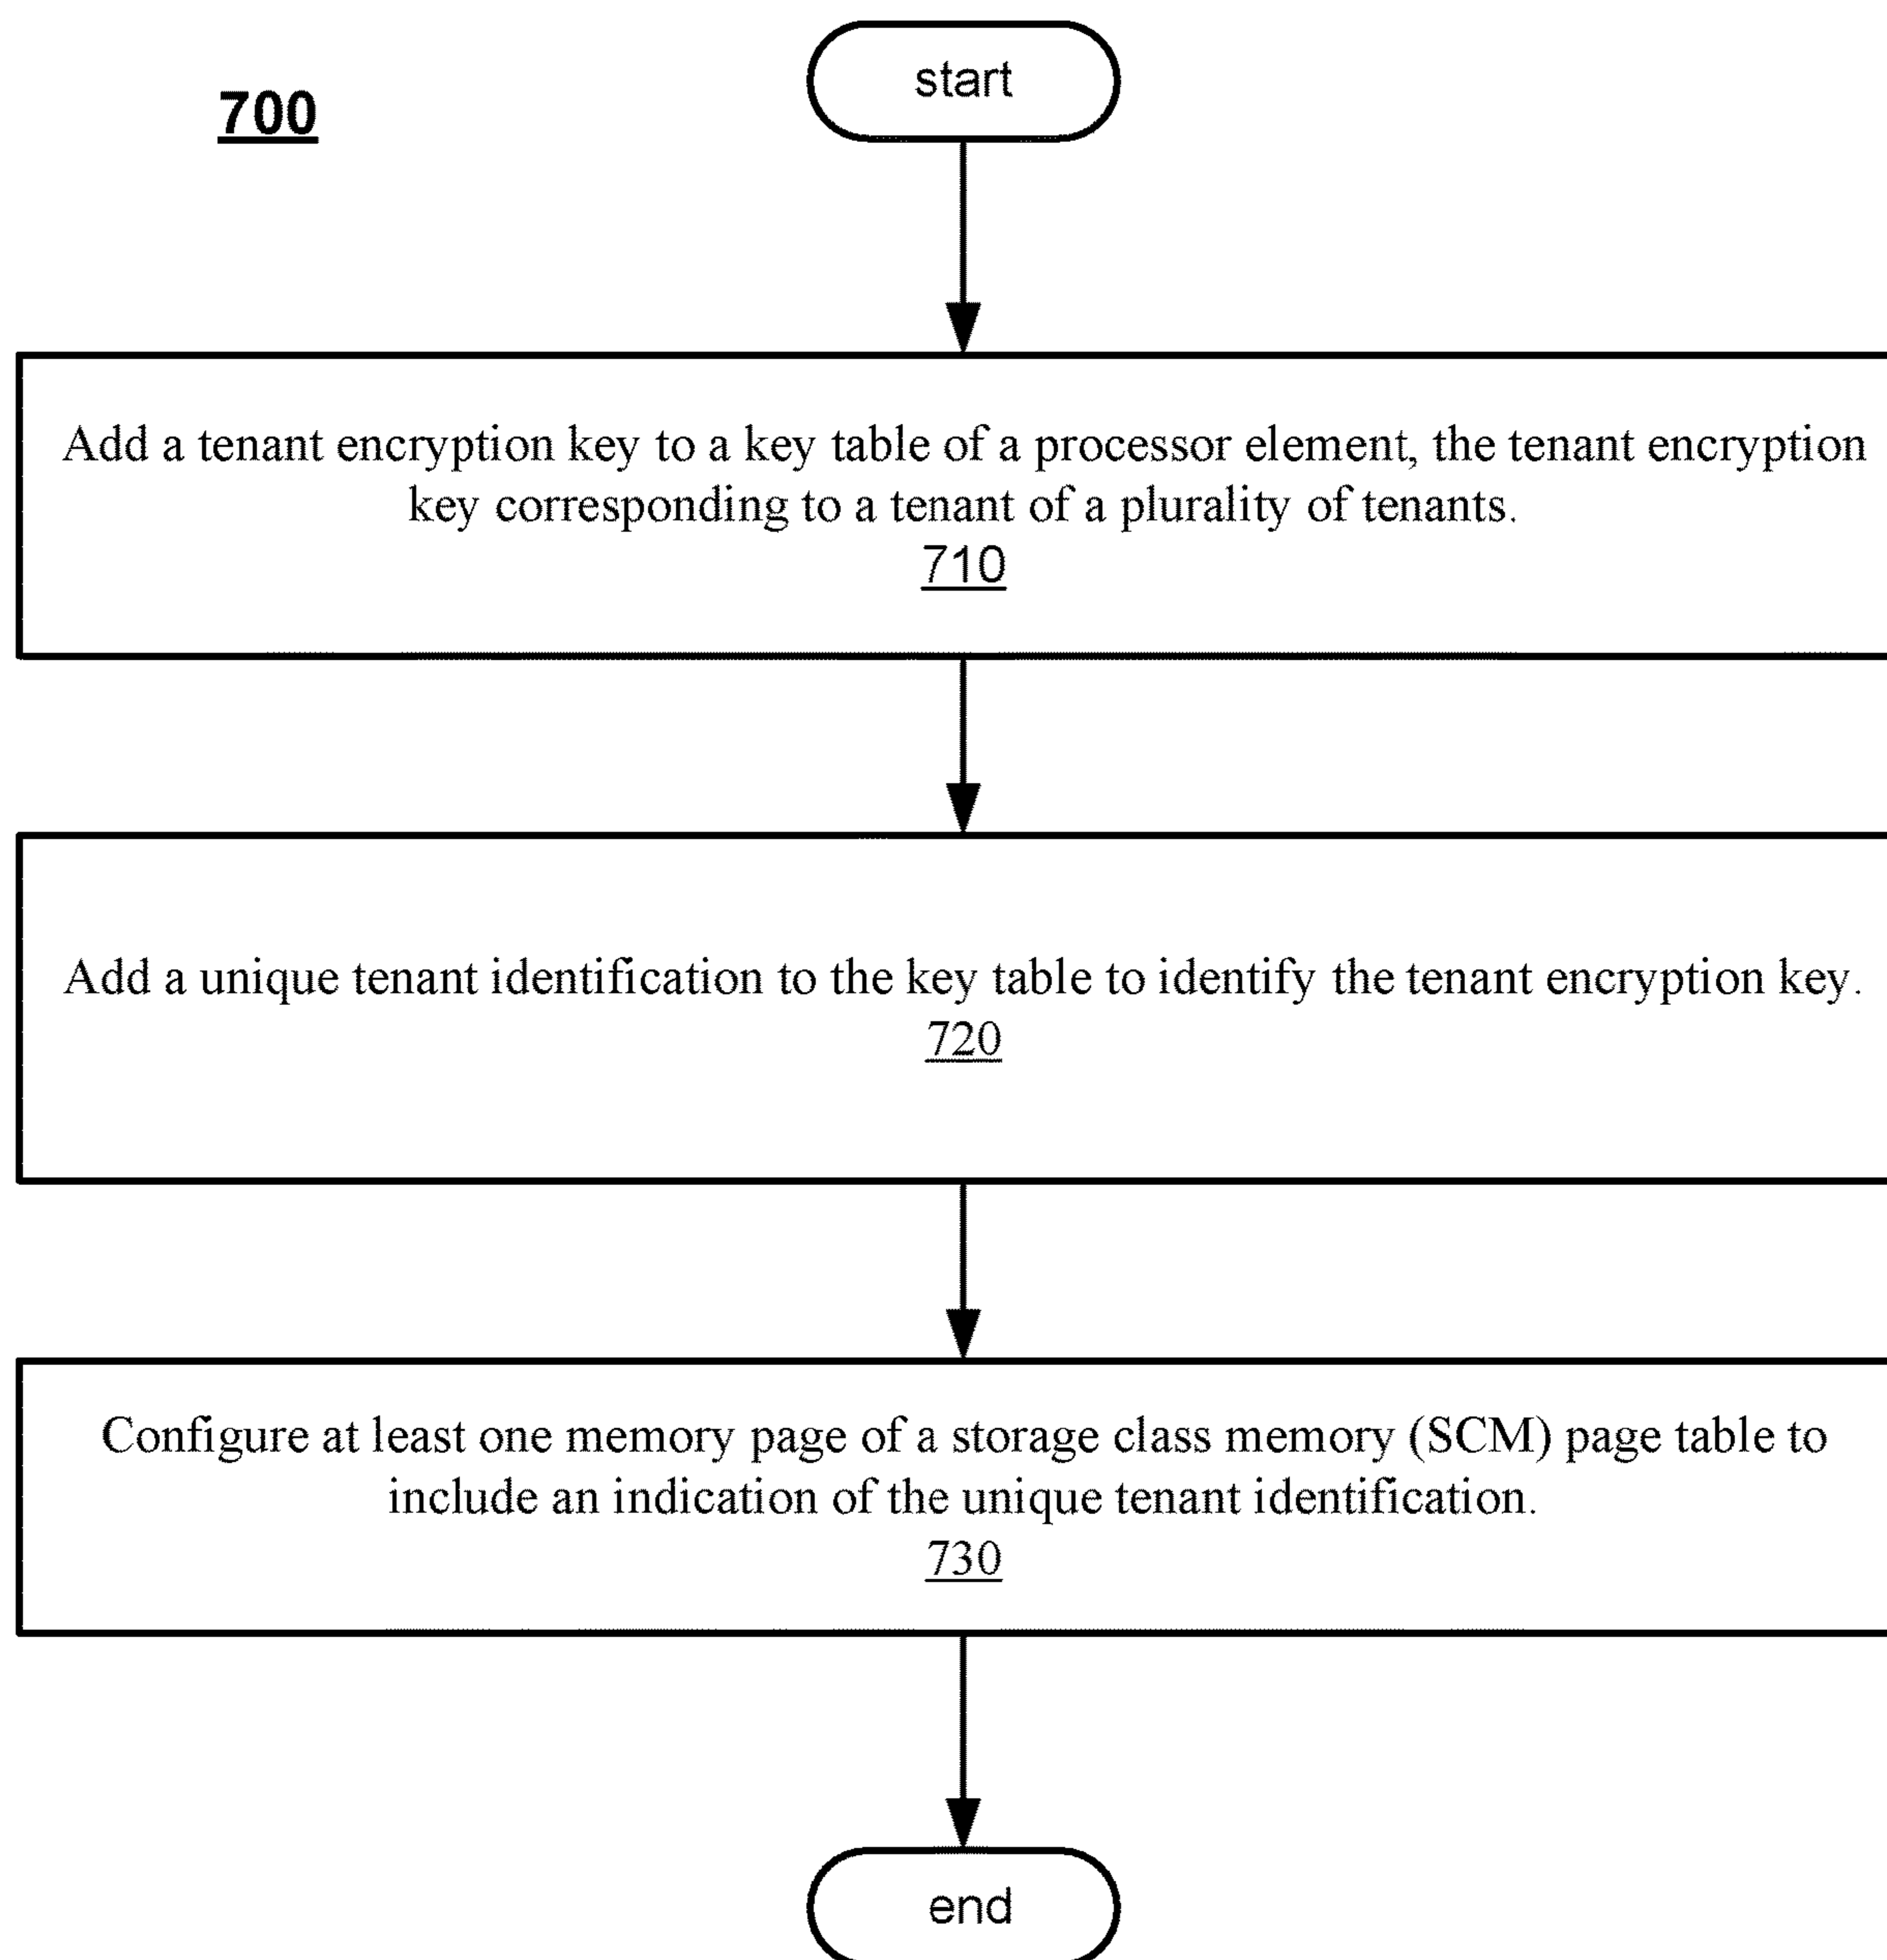 700
start
Add a tenant encryption key to a key table of a processor element, the tenant encryption
key corresponding to a tenant of a plurality of tenants.
710
Add a unique tenant identification to the key table to identify the tenant encryption key.
720
Configure at least one memory page of a storage class memory (SCM) page table to
include an indication of the unique tenant identification.
730
end